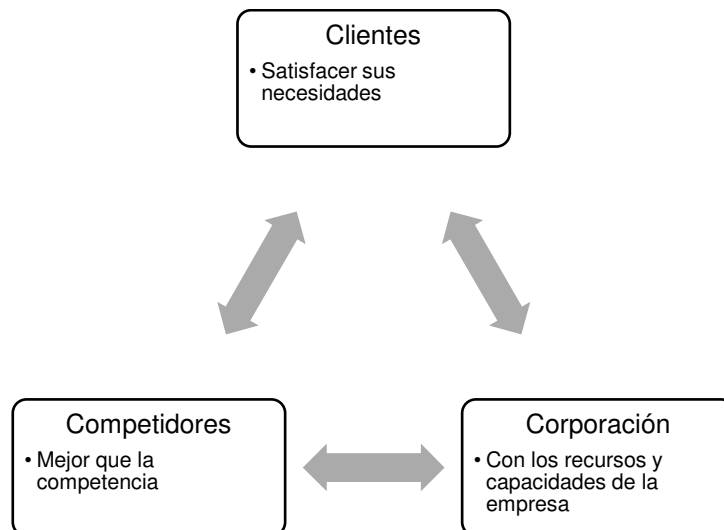 Clientes
• Satisfacer sus
necesidades
Competidores
• Mejor que la
competencia
Corporación
• Con los recursos y
capacidades de la
empresa